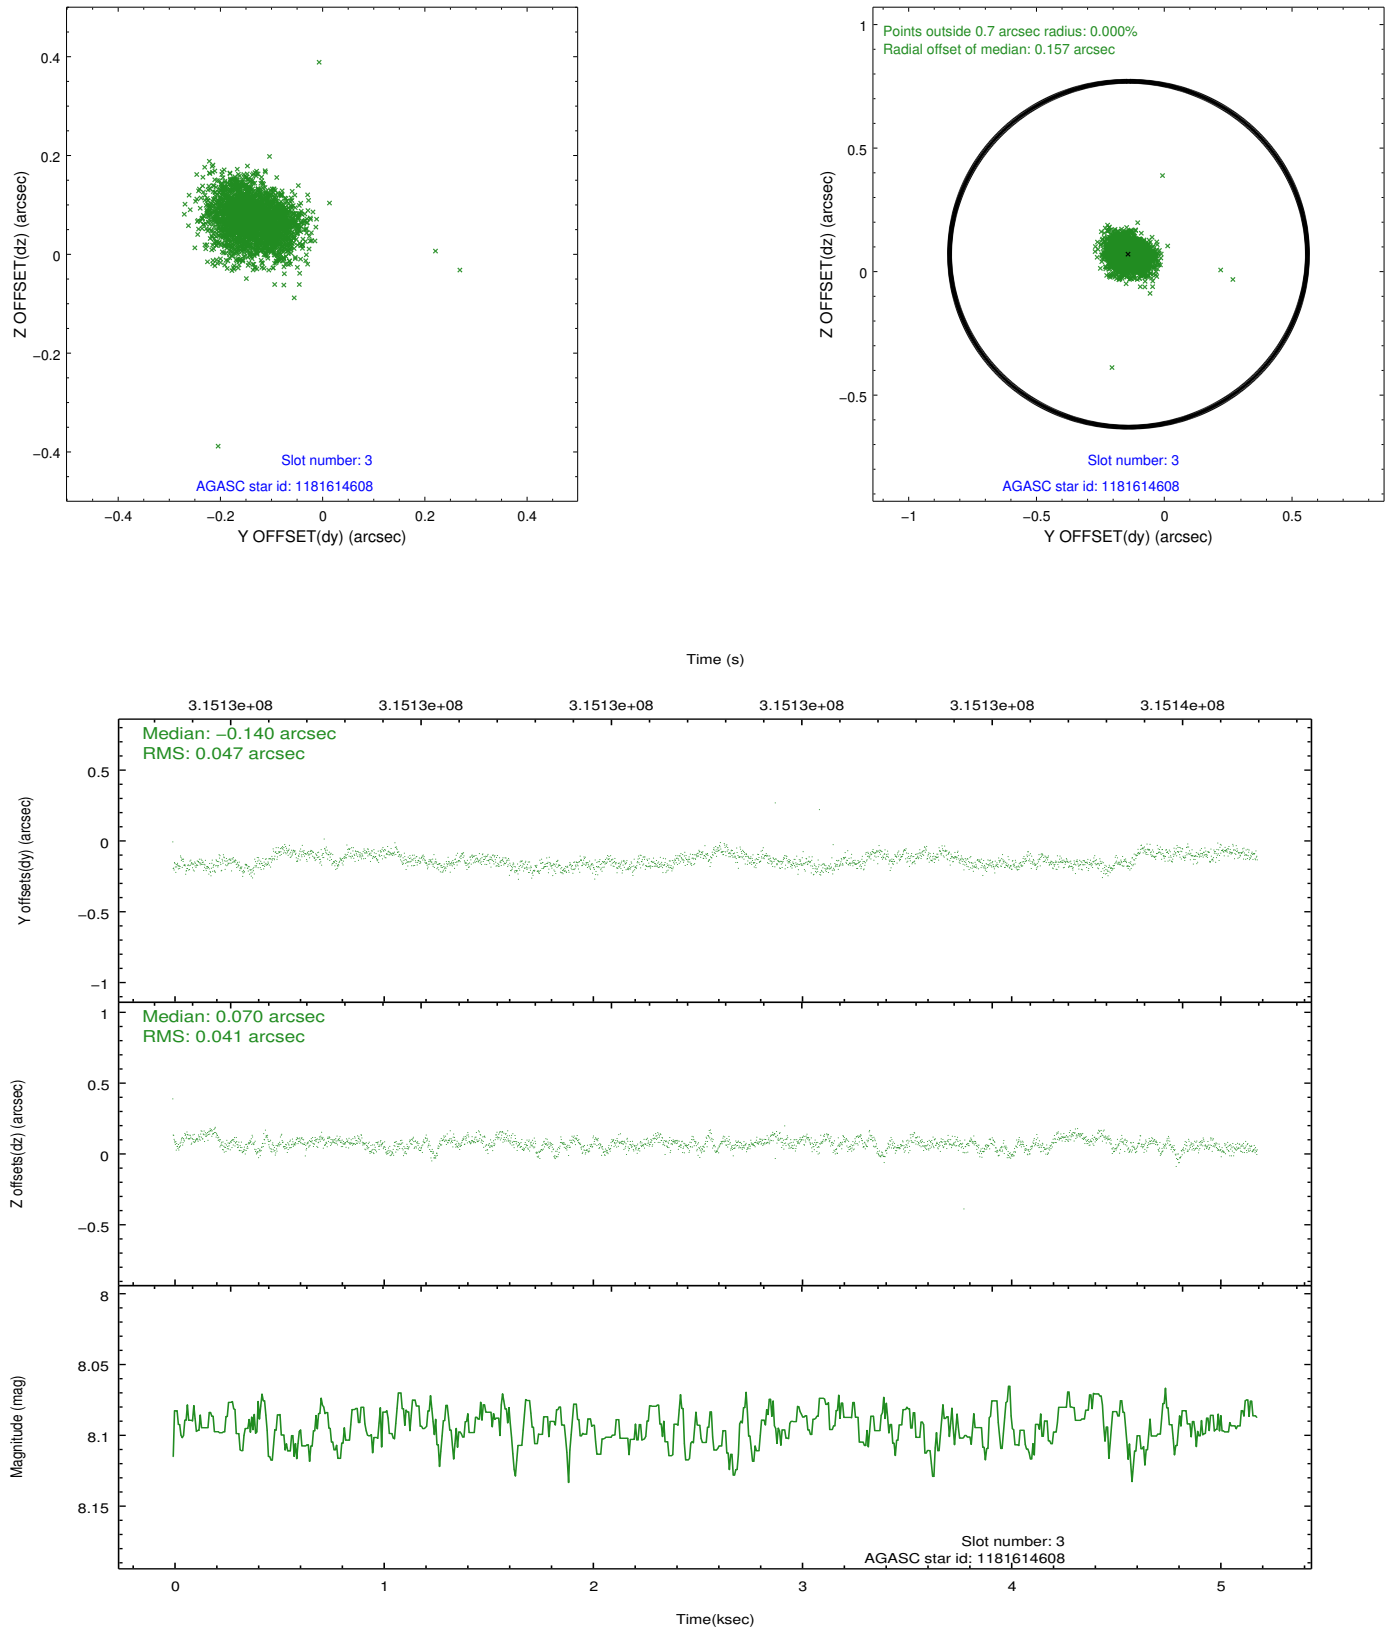 0.4
0.2
0
−0.2
−0.4
Z OFFSET(dz) (arcsec)
Slot number: 3
AGASC star id: 1181614608
−0.4
−0.2
0
0.2
0.4
Y OFFSET(dy) (arcsec)
Points outside 0.7 arcsec radius: 0.000%
Radial offset of median: 0.157 arcsec
1
0.5
0
−0.5
Z OFFSET(dz) (arcsec)
Slot number: 3
AGASC star id: 1181614608
−1
−0.5
0
0.5
Y OFFSET(dy) (arcsec)
Time (s)
3.1513e+08
3.1513e+08
3.1513e+08
3.1513e+08
3.1513e+08
3.1514e+08
Median: −0.140 arcsec
RMS: 0.047 arcsec
0.5
0
−0.5
−1
Y offsets(dy) (arcsec)
Median: 0.070 arcsec
RMS: 0.041 arcsec
1
0.5
0
−0.5
Z offsets(dz) (arcsec)
8
8.05
8.1
8.15
Magnitude (mag)
Slot number: 3
AGASC star id: 1181614608
0
1
2
3
4
5
Time(ksec)